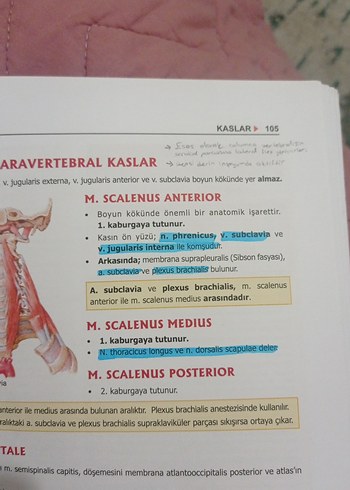 KASLAR ▸ 105
ARAVERTEBRAL KASLAR
v. jugularis externa, v. jugularis anterior ve v. subclavia boyun kökünde yer almaz.
M. SCALENUS ANTERIOR
• Boyun kökünde önemli bir anatomik işarettir.
1. kaburgaya tutunur.
• Kasın ön yüzü; n. phrenicus, v. subclavia ve
v. jugularis interna ile komşudur.
• Arkasında; membrana suprapleuralis (Sibson fasyası),
a. subclavia ve plexus brachialis bulunur.
A. subclavia ve plexus brachialis, m. scalenus
anterior ile m. scalenus medius arasındadır.
M. SCALENUS MEDIUS
• 1. kaburgaya tutunur.
• N. thoracicus longus ve n. dorsalis scapulae deler.
M. SCALENUS POSTERIOR
• 2. kaburgaya tutunur.
anterior ile medius arasında bulunan aralıktır. Plexus brachialis anestezisinde kullanılır.
ralıktaki a. subclavia ve plexus brachialis supraklaviküler parçası sıkışırsa ortaya çıkar.
TALE
m. semispinalis capitis, döşemesini membrana atlantooccipitalis posterior ve atlas'ın